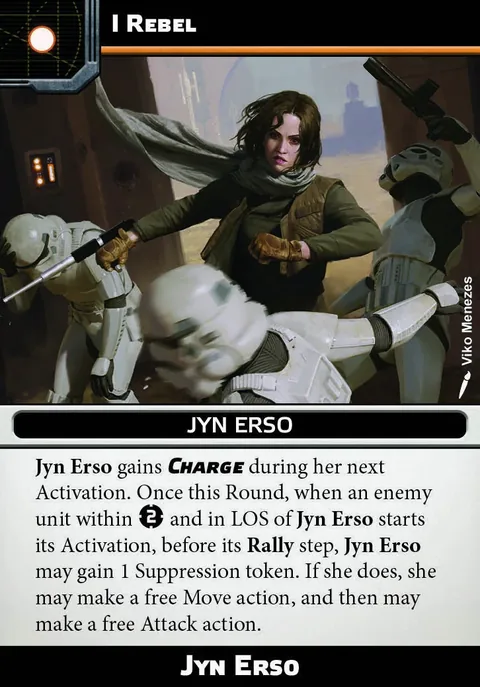 I REBEL
Viko Menezes
JYN ERSO
Jyn Erso gains CHARGE during her next
Activation. Once this Round, when an enemy
unit within 2 and in LOS of Jyn Erso starts
its Activation, before its Rally step, Jyn Erso
may gain 1 Suppression token. If she does, she
may make a free Move action, and then may
make a free Attack action.
JYN ERSO